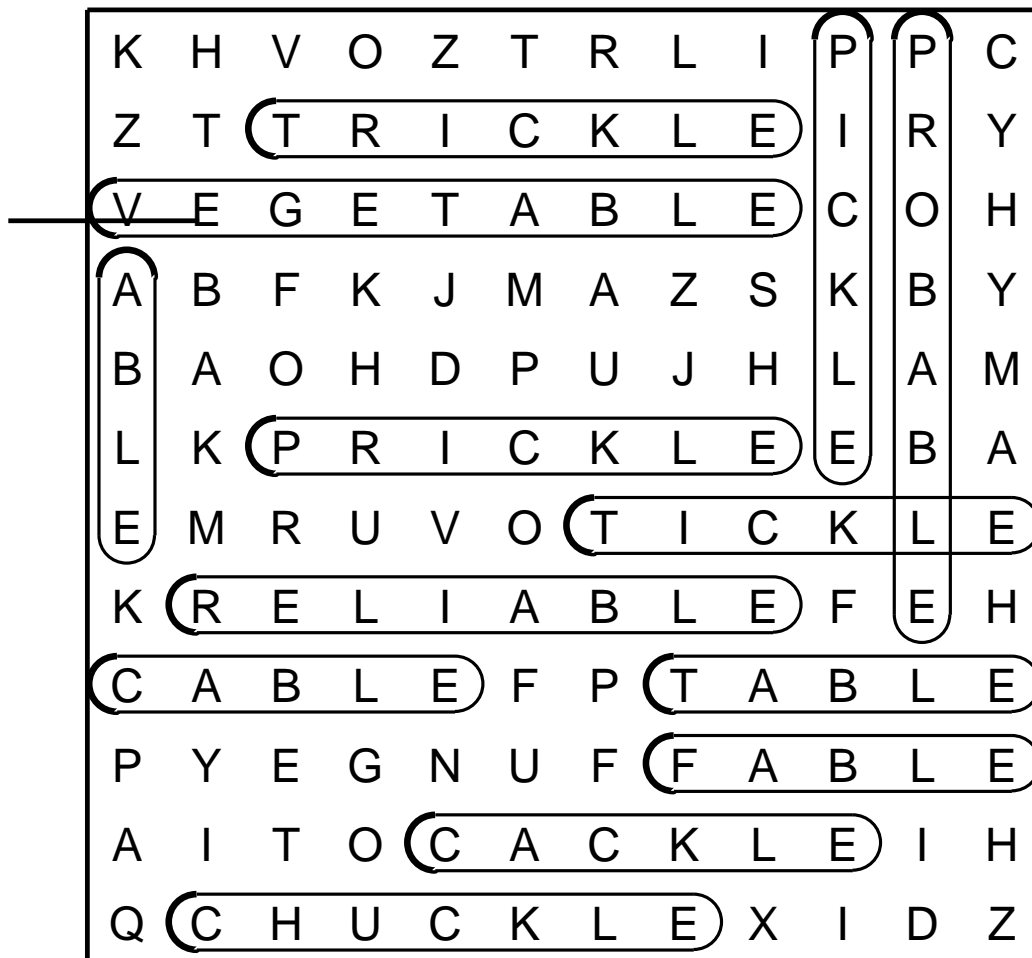 K H V O Z T R L I P P C
Z T T R I C K L E I R Y
V E G E T A B L E C O H
A B F K J M A Z S K B Y
B A O H D P U J H L A M
L K P R I C K L E E B A
E M R U V O T I C K L E
K R E L I A B L E F E H
C A B L E F P T A B L E
P Y E G N U F F A B L E
A I T O C A C K L E I H
Q C H U C K L E X I D Z